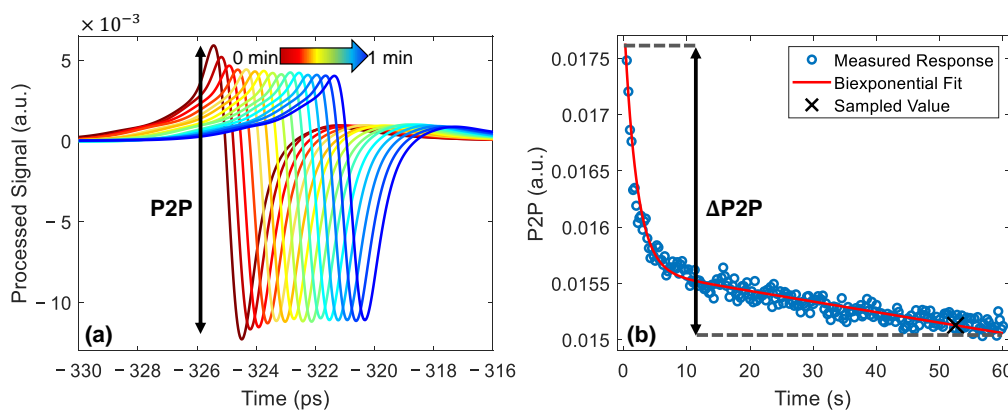 × 10⁻³
5
0
−5
−10
Processed Signal (a.u.)
0 min
1 min
P2P
(a)
−330 −328 −326 −324 −322 −320 −318 −316
Time (ps)
0.0175
0.017
0.0165
0.016
0.0155
0.015
P2P (a.u.)
Measured Response
Biexponential Fit
Sampled Value
ΔP2P
(b)
0 10 20 30 40 50 60
Time (s)